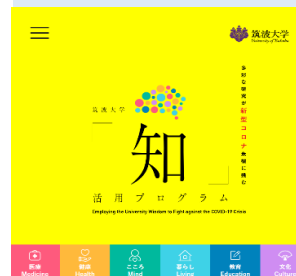 筑波大学
University of Tsukuba
多彩な研究が新型コロナ危機に挑む
筑波大学
「知」
活用プログラム
Employing the University Wisdom to Fight against the COVID-19 Crisis
医療 健康 こころ 暮らし 教育 文化
Medicine Health Mind Living Education Culture